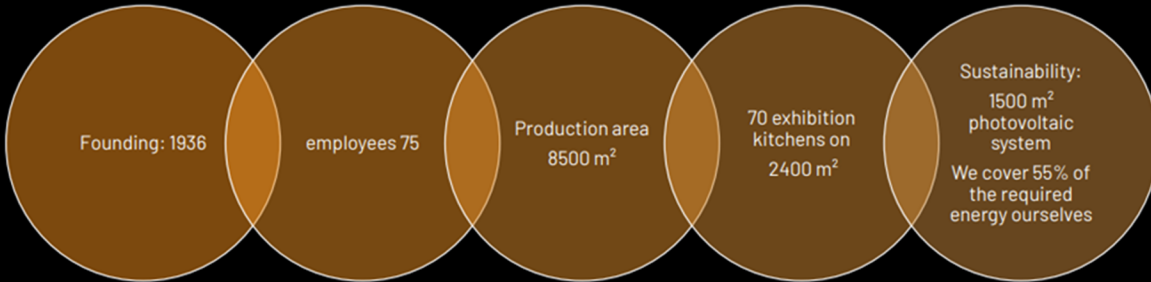 Founding: 1936
employees 75
Production area
8500 m²
70 exhibition
kitchens on
2400 m²
Sustainability:
1500 m²
photovoltaic
system
We cover 55% of
the required
energy ourselves